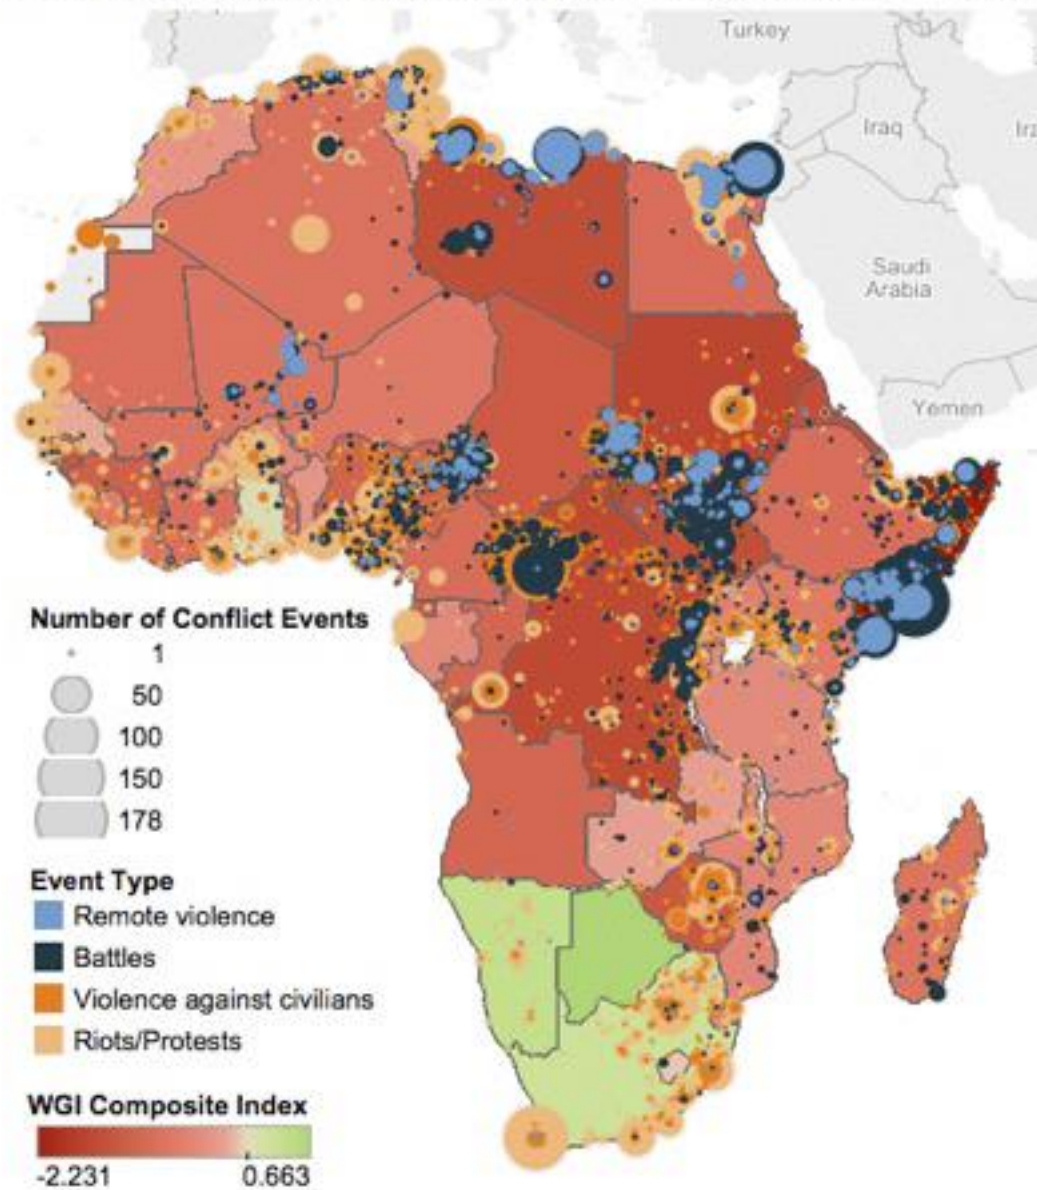 Turkey
Iraq
Ira
Saudi
Arabia
Yemen
Number of Conflict Events
1
50
100
150
178
Event Type
Remote violence
Battles
Violence against civilians
Riots/Protests
WGI Composite Index
-2.231
0.663